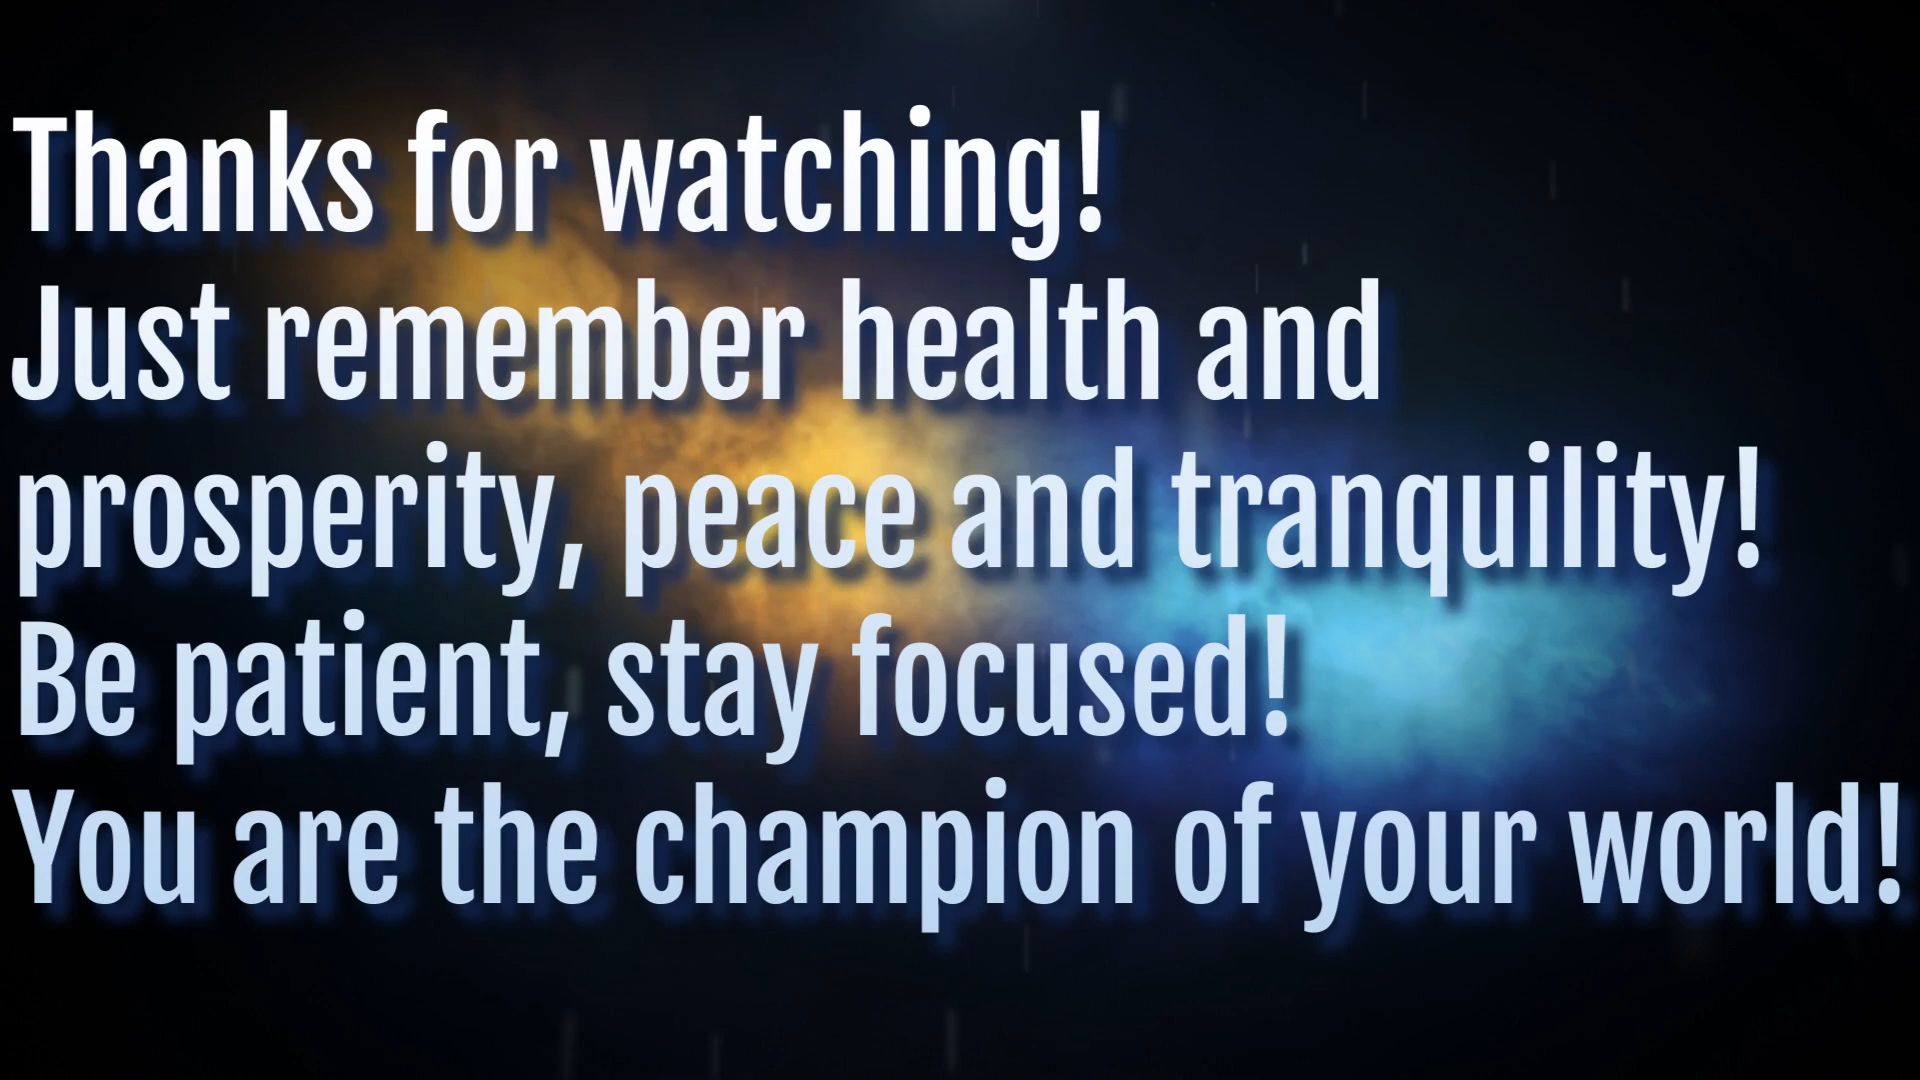 Thanks for watching!
Just remember health and
prosperity, peace and tranquility!
Be patient, stay focused!
You are the champion of your world!